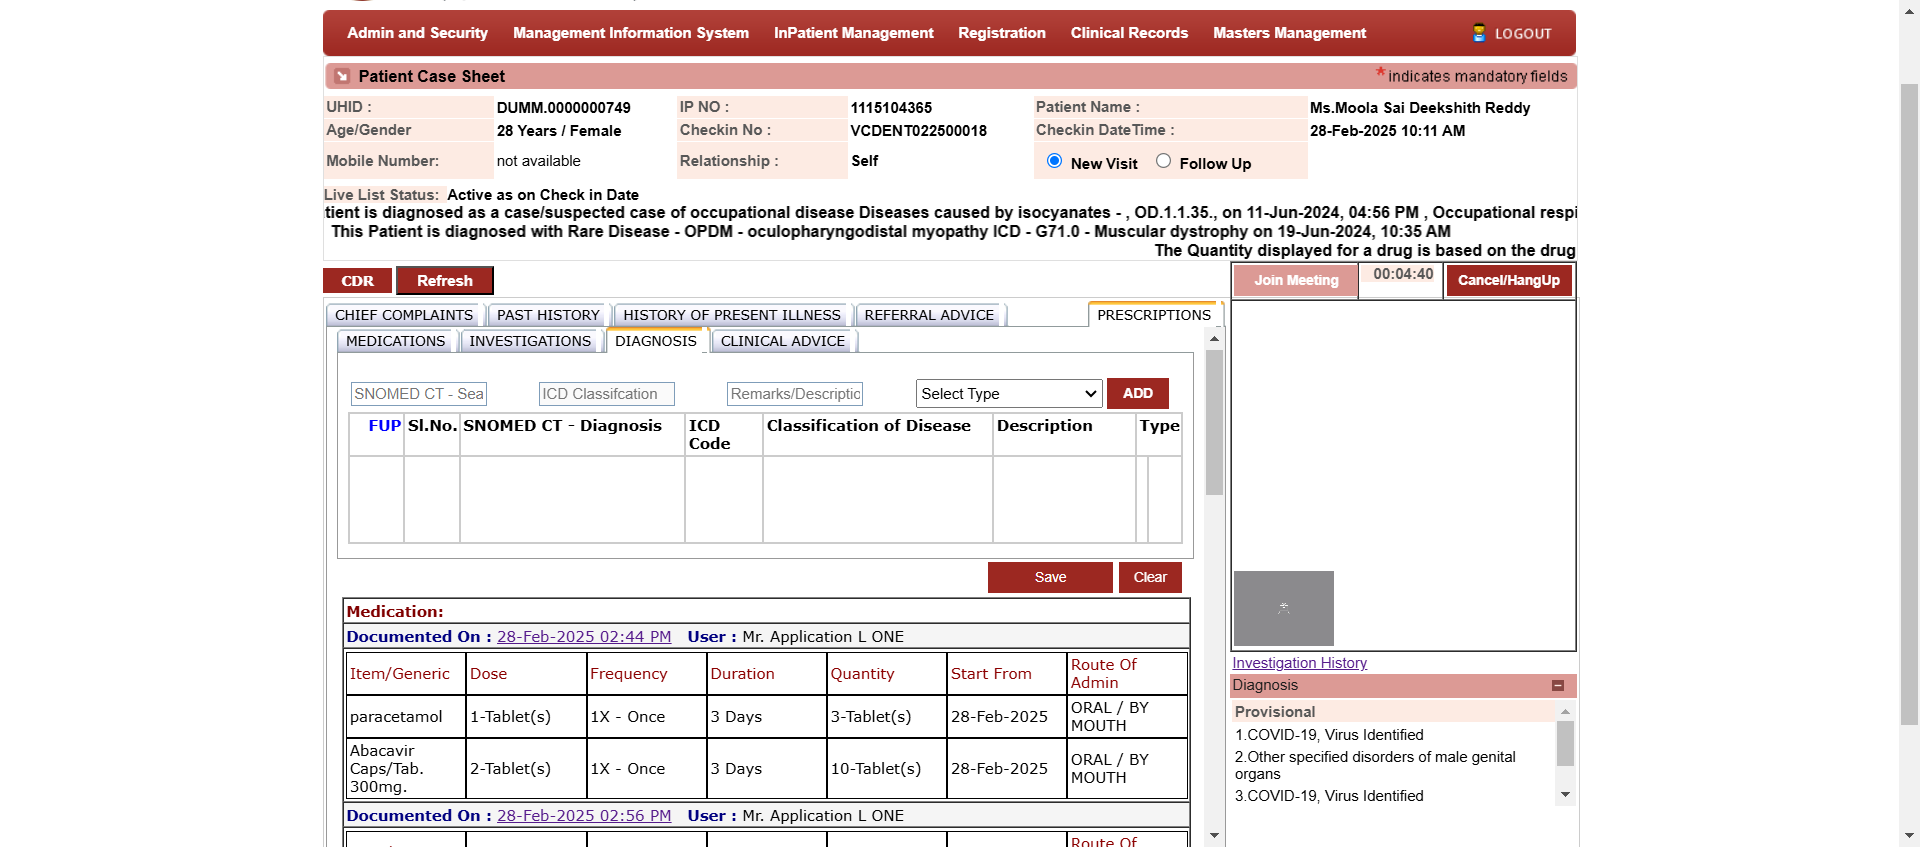 Admin and Security Management Information System InPatient Management Registration Clinical Records Masters Management LOGOUT
Patient Case Sheet * indicates mandatory fields
UHID : DUMM.0000000749 IP NO : 1115104365 Patient Name : Ms.Moola Sai Deekshith Reddy
Age/Gender 28 Years / Female Checkin No : VCDENT022500018 Checkin DateTime : 28-Feb-2025 10:11 AM
Mobile Number: not available Relationship : Self New Visit Follow Up
Live List Status: Active as on Check in Date
tient is diagnosed as a case/suspected case of occupational disease Diseases caused by isocyanates - , OD.1.1.35., on 11-Jun-2024, 04:56 PM , Occupational respi
This Patient is diagnosed with Rare Disease - OPDM - oculopharyngodistal myopathy ICD - G71.0 - Muscular dystrophy on 19-Jun-2024, 10:35 AM
The Quantity displayed for a drug is based on the drug
CDR Refresh
Join Meeting 00:04:40 Cancel/HangUp
CHIEF COMPLAINTS PAST HISTORY HISTORY OF PRESENT ILLNESS REFERRAL ADVICE PRESCRIPTIONS
MEDICATIONS INVESTIGATIONS DIAGNOSIS CLINICAL ADVICE
SNOMED CT - Sea ICD Classifcation Remarks/Descriptio Select Type ADD
FUP Sl.No. SNOMED CT - Diagnosis ICD Code Classification of Disease Description Type
Save Clear
Medication:
Documented On : 28-Feb-2025 02:44 PM User : Mr. Application L ONE
Item/Generic Dose Frequency Duration Quantity Start From Route Of Admin
paracetamol 1-Tablet(s) 1X - Once 3 Days 3-Tablet(s) 28-Feb-2025 ORAL / BY MOUTH
Abacavir Caps/Tab. 300mg. 2-Tablet(s) 1X - Once 3 Days 10-Tablet(s) 28-Feb-2025 ORAL / BY MOUTH
Documented On : 28-Feb-2025 02:56 PM User : Mr. Application L ONE
Route Of
Investigation History
Diagnosis
Provisional
1.COVID-19, Virus Identified
2.Other specified disorders of male genital
organs
3.COVID-19, Virus Identified